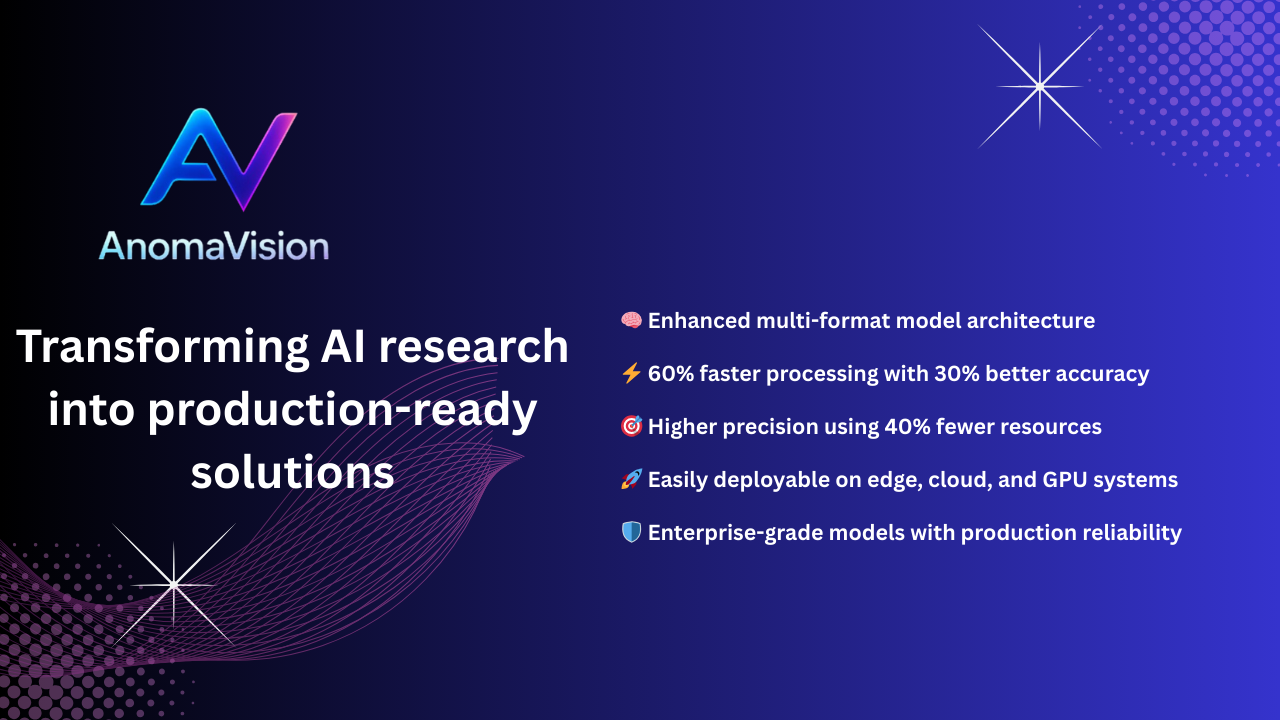 AnomaVision
Transforming AI research
into production-ready
solutions
🧠 Enhanced multi-format model architecture
⚡ 60% faster processing with 30% better accuracy
🎯 Higher precision using 40% fewer resources
🚀 Easily deployable on edge, cloud, and GPU systems
🛡️ Enterprise-grade models with production reliability